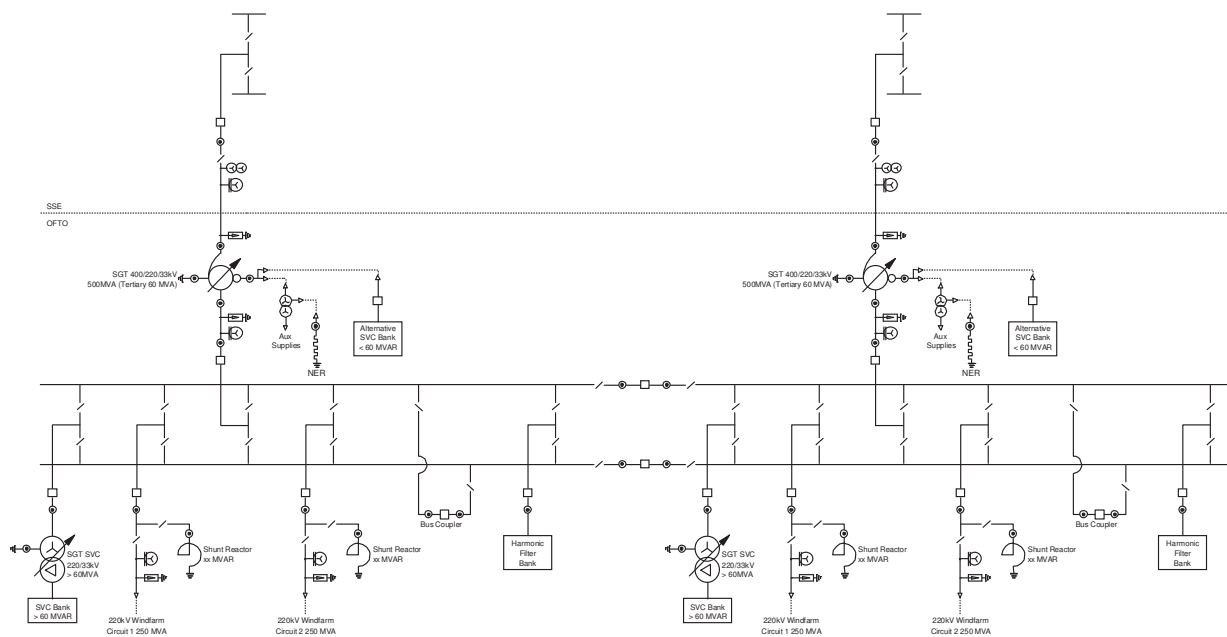 SSE
OFTO
SGT 400/220/33kV
500MVA (Tertiary 60 MVA)
Aux
Supplies
NER
Alternative
SVC Bank
< 60 MVAR
SGT 400/220/33kV
500MVA (Tertiary 60 MVA)
Aux
Supplies
NER
Alternative
SVC Bank
< 60 MVAR
SGT SVC
220/33kV
> 60MVA
SVC Bank
> 60 MVAR
Shunt Reactor
xx MVAR
220kV Windfarm
Circuit 1 250 MVA
Shunt Reactor
xx MVAR
220kV Windfarm
Circuit 2 250 MVA
Bus Coupler
Harmonic
Filter
Bank
SGT SVC
220/33kV
> 60MVA
SVC Bank
> 60 MVAR
Shunt Reactor
xx MVAR
220kV Windfarm
Circuit 1 250 MVA
Shunt Reactor
xx MVAR
220kV Windfarm
Circuit 2 250 MVA
Bus Coupler
Harmonic
Filter
Bank